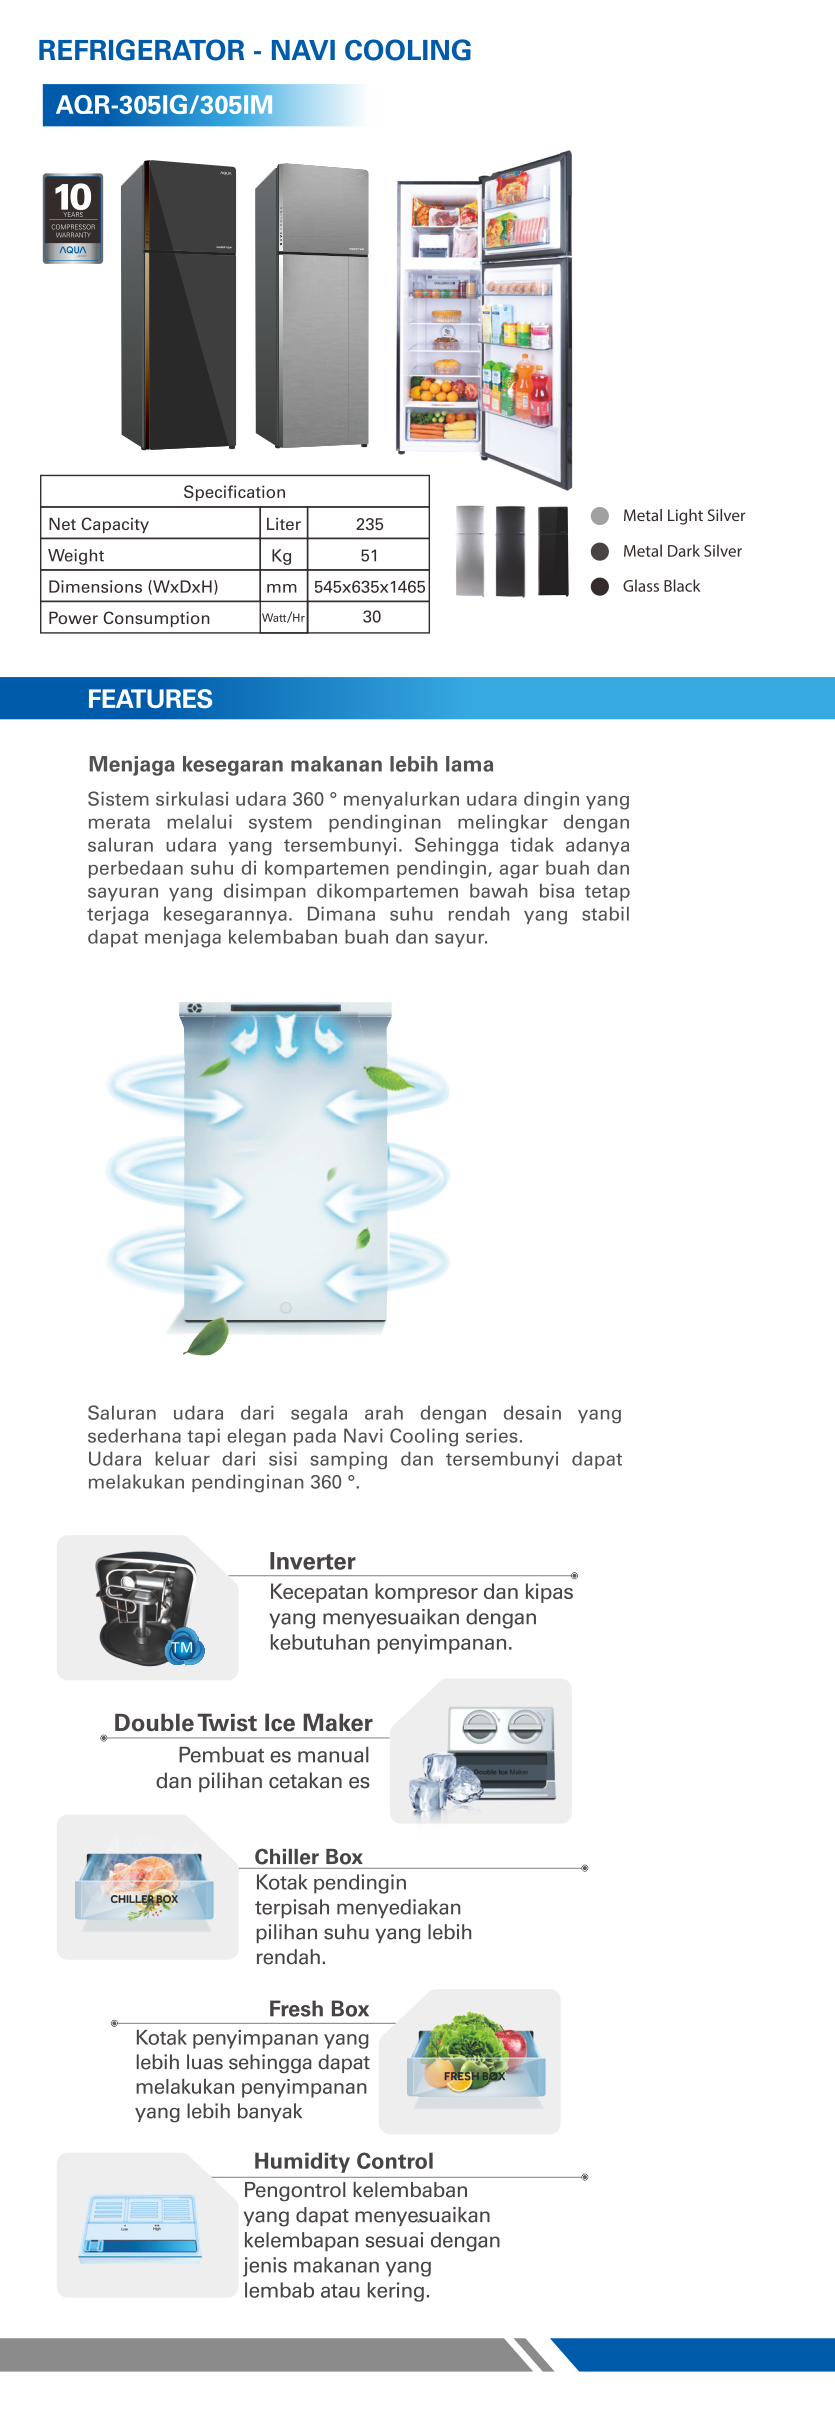 REFRIGERATOR - NAVI COOLING
AQR-305IG/305IM
10
YEARS
COMPRESSOR
WARRANTY
AQUA
AQUA
Specification
Net Capacity Liter 235
Weight Kg 51
Dimensions (WxDxH) mm 545x635x1465
Power Consumption Watt/Hr 30
Metal Light Silver
Metal Dark Silver
Glass Black
FEATURES
Menjaga kesegaran makanan lebih lama
Sistem sirkulasi udara 360 ° menyalurkan udara dingin yang
merata melalui system pendinginan melingkar dengan
saluran udara yang tersembunyi. Sehingga tidak adanya
perbedaan suhu di kompartemen pendingin, agar buah dan
sayuran yang disimpan dikompartemen bawah bisa tetap
terjaga kesegarannya. Dimana suhu rendah yang stabil
dapat menjaga kelembaban buah dan sayur.
Saluran udara dari segala arah dengan desain yang
sederhana tapi elegan pada Navi Cooling series.
Udara keluar dari sisi samping dan tersembunyi dapat
melakukan pendinginan 360 °.
Inverter
Kecepatan kompresor dan kipas
yang menyesuaikan dengan
kebutuhan penyimpanan.
TM
Double Twist Ice Maker
Pembuat es manual
dan pilihan cetakan es
Double Ice Maker
Chiller Box
Kotak pendingin
terpisah menyediakan
pilihan suhu yang lebih
rendah.
CHILLER BOX
Fresh Box
Kotak penyimpanan yang
lebih luas sehingga dapat
melakukan penyimpanan
yang lebih banyak
FRESH BOX
Humidity Control
Pengontrol kelembaban
yang dapat menyesuaikan
kelembapan sesuai dengan
jenis makanan yang
lembab atau kering.
Low High